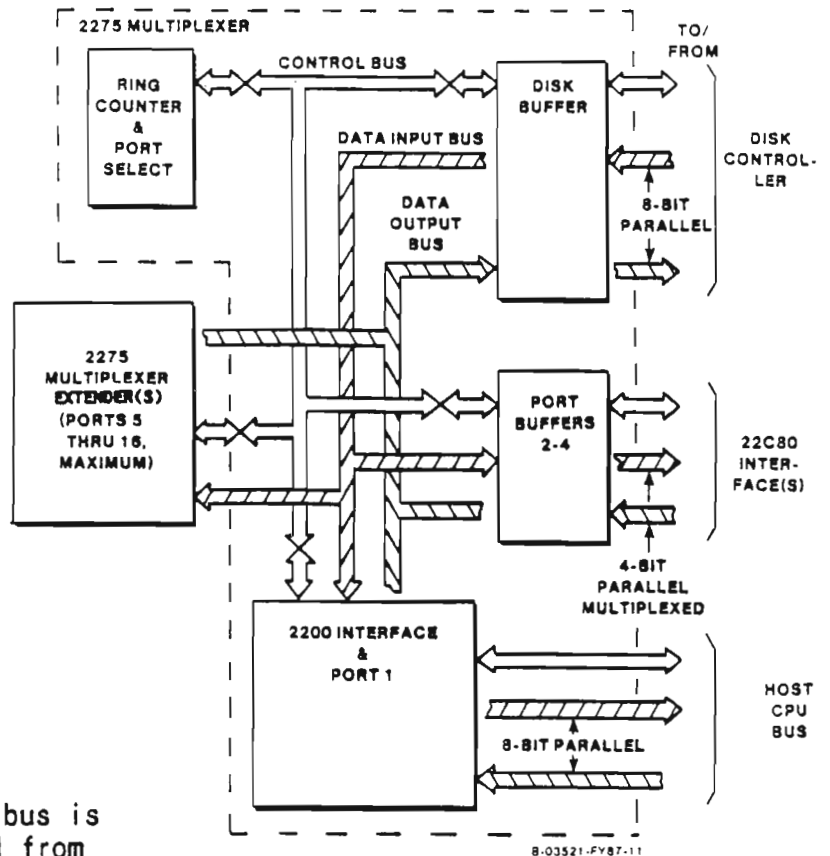 2275 MULTIPLEXER
RING
COUNTER
&
PORT
SELECT
CONTROL BUS
DATA INPUT BUS
DATA
OUTPUT
BUS
DISK
BUFFER
TO/
FROM
DISK
CONTROL-
LER
8-BIT
PARALLEL
2275
MULTIPLEXER
EXTENDER(S)
(PORTS 5
THRU 16,
MAXIMUM)
PORT
BUFFERS
2-4
22C80
INTER-
FACE(S)
4-BIT
PARALLEL
MULTIPLEXED
2200 INTERFACE
&
PORT 1
8-BIT PARALLEL
HOST
CPU
BUS
bus is
from
B-03521-FY87-11